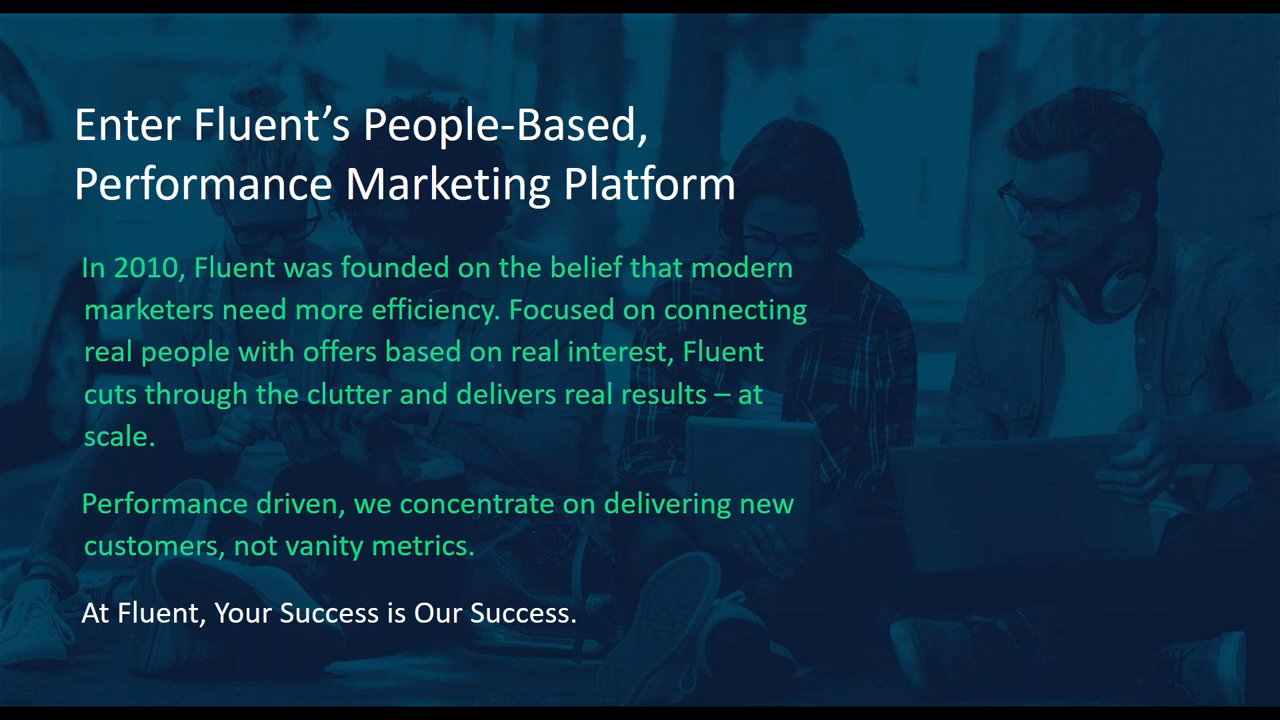 Enter Fluent’s People-Based,
Performance Marketing Platform
In 2010, Fluent was founded on the belief that modern
marketers need more efficiency. Focused on connecting
real people with offers based on real interest, Fluent
cuts through the clutter and delivers real results – at
scale.
Performance driven, we concentrate on delivering new
customers, not vanity metrics.
At Fluent, Your Success is Our Success.